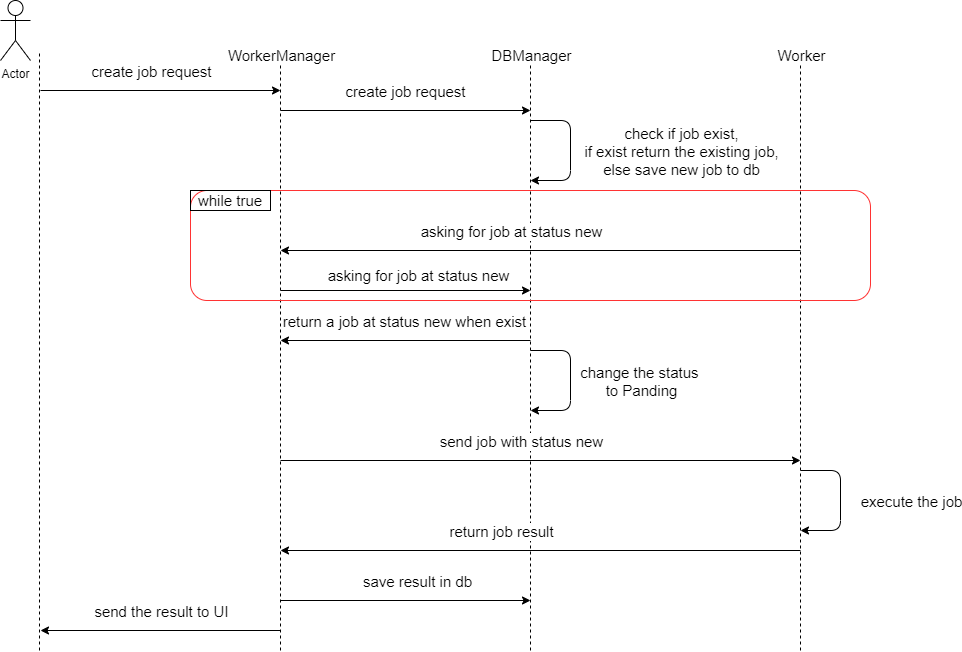 Actor
WorkerManager
DBManager
Worker
create job request
create job request
check if job exist,
if exist return the existing job,
else save new job to db
while true
asking for job at status new
asking for job at status new
return a job at status new when exist
change the status
to Panding
send job with status new
execute the job
return job result
save result in db
send the result to UI